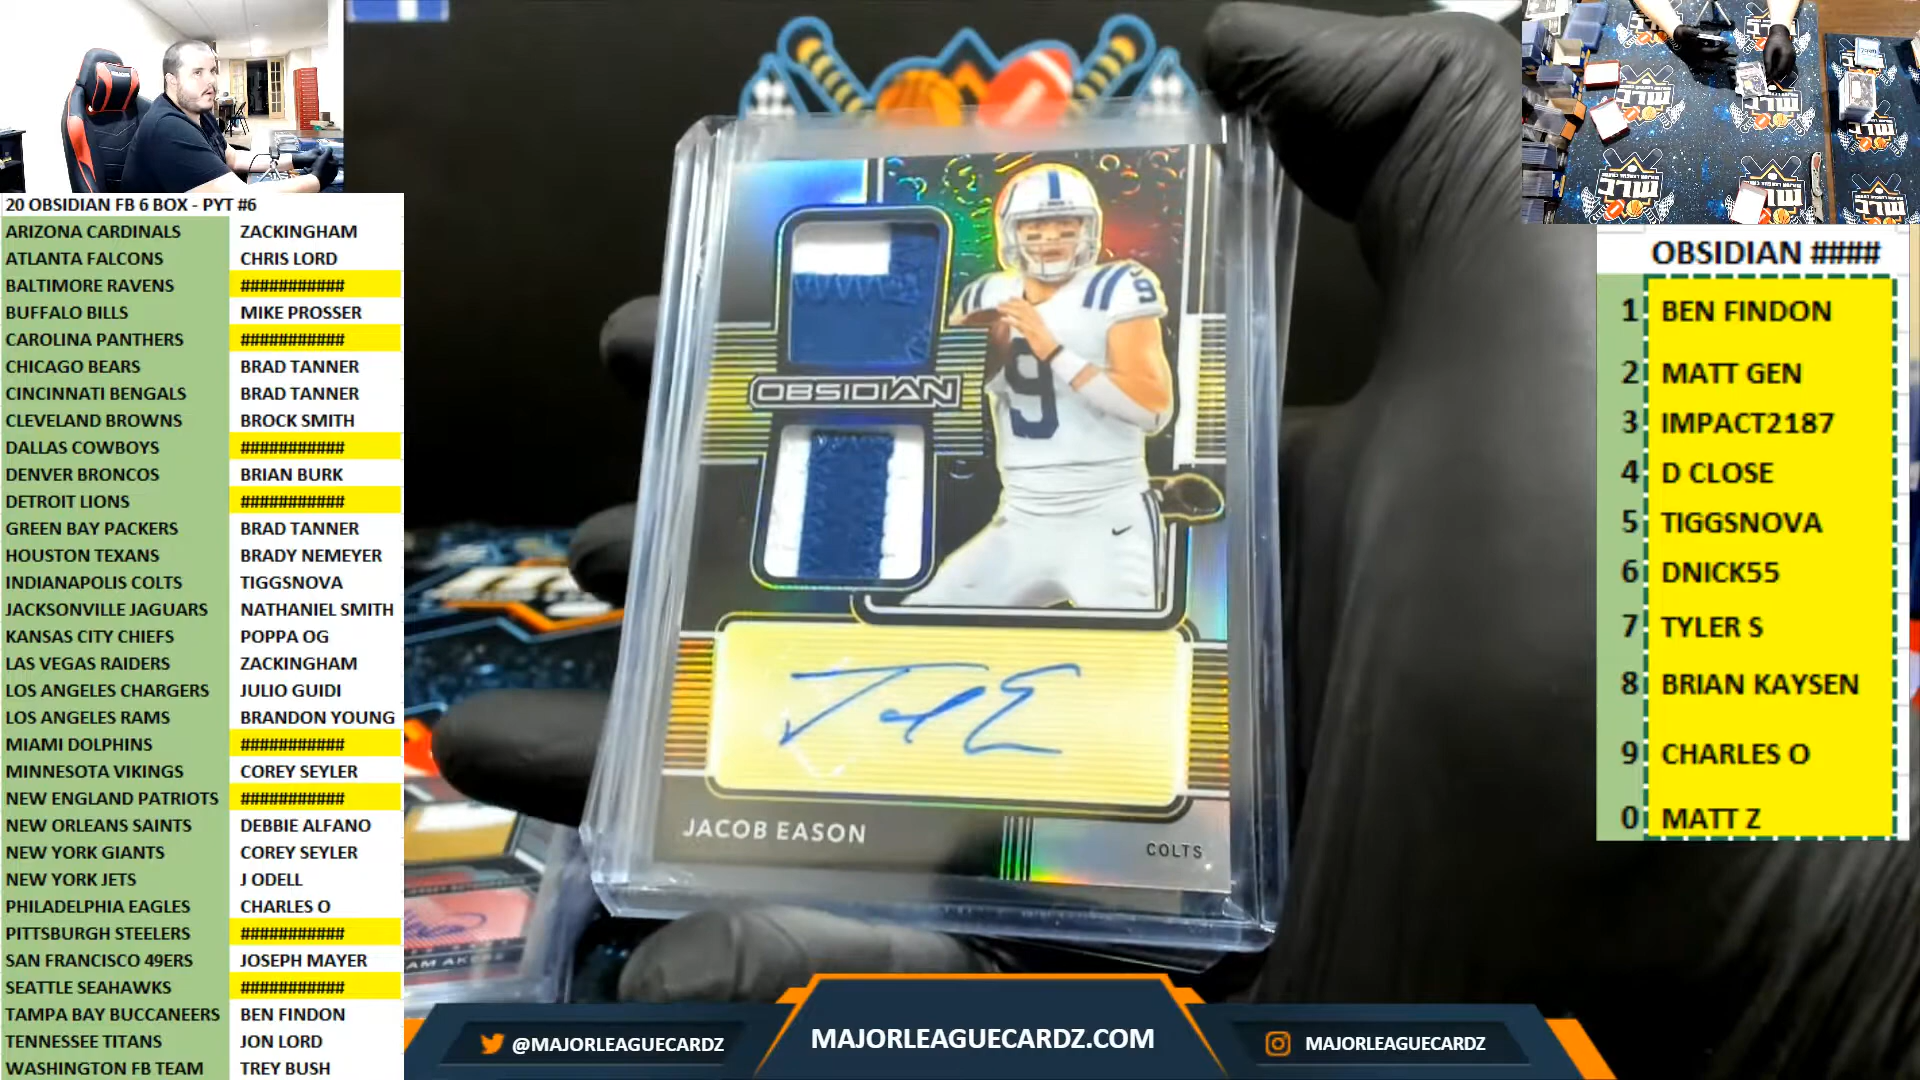 20 OBSIDIAN FB 6 BOX - PYT #6
ARIZONA CARDINALS ZACKINGHAM
ATLANTA FALCONS CHRIS LORD
BALTIMORE RAVENS ###########
BUFFALO BILLS MIKE PROSSER
CAROLINA PANTHERS ###########
CHICAGO BEARS BRAD TANNER
CINCINNATI BENGALS BRAD TANNER
CLEVELAND BROWNS BROCK SMITH
DALLAS COWBOYS ###########
DENVER BRONCOS BRIAN BURK
DETROIT LIONS ###########
GREEN BAY PACKERS BRAD TANNER
HOUSTON TEXANS BRADY NEMEYER
INDIANAPOLIS COLTS TIGGSNOVA
JACKSONVILLE JAGUARS NATHANIEL SMITH
KANSAS CITY CHIEFS POPPA OG
LAS VEGAS RAIDERS ZACKINGHAM
LOS ANGELES CHARGERS JULIO GUIDI
LOS ANGELES RAMS BRANDON YOUNG
MIAMI DOLPHINS ###########
MINNESOTA VIKINGS COREY SEYLER
NEW ENGLAND PATRIOTS ###########
NEW ORLEANS SAINTS DEBBIE ALFANO
NEW YORK GIANTS COREY SEYLER
NEW YORK JETS J ODELL
PHILADELPHIA EAGLES CHARLES O
PITTSBURGH STEELERS ###########
SAN FRANCISCO 49ERS JOSEPH MAYER
SEATTLE SEAHAWKS ###########
TAMPA BAY BUCCANEERS BEN FINDON
TENNESSEE TITANS JON LORD
WASHINGTON FB TEAM TREY BUSH
9
9
OBSIDIAN
JACOB EASON
COLTS
AM AKERS
@MAJORLEAGUECARDZ
MAJORLEAGUECARDZ.COM
MAJORLEAGUECARDZ
OBSIDIAN ####
1 BEN FINDON
2 MATT GEN
3 IMPACT2187
4 D CLOSE
5 TIGGSNOVA
6 DNICK55
7 TYLER S
8 BRIAN KAYSEN
9 CHARLES O
0 MATT Z